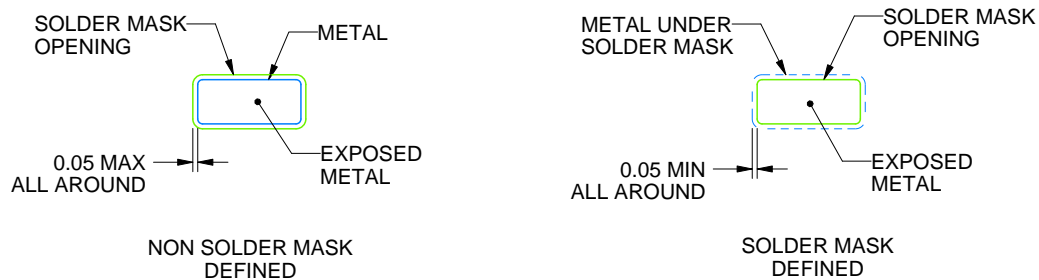 SOLDER MASK
OPENING
METAL
0.05 MAX
ALL AROUND
EXPOSED
METAL
NON SOLDER MASK
DEFINED
METAL UNDER
SOLDER MASK
SOLDER MASK
OPENING
0.05 MIN
ALL AROUND
EXPOSED
METAL
SOLDER MASK
DEFINED